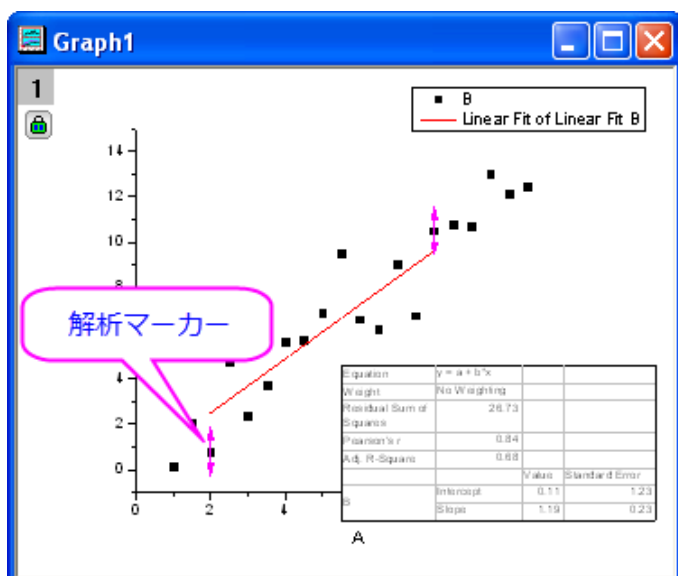 Graph1
1
B
Linear Fit of Linear Fit B
14
12
10
8
解析マーカー
4
2
0
0
2
4
A
Equation y = a + b*x
Weight No Weighting
Residual Sum of Squares 26.73
Pearson's r 0.84
Adj. R-Square 0.68
Value Standard Error
B Intercept 0.11 1.23
Slope 1.19 0.23